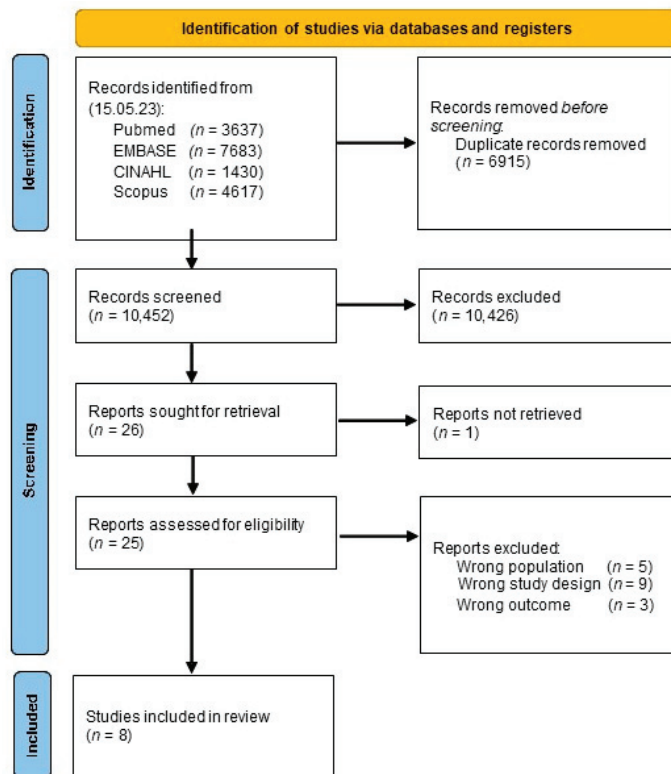 Identification of studies via databases and registers
Identification
Records identified from
(15.05.23):
Pubmed (n = 3637)
EMBASE (n = 7683)
CINAHL (n = 1430)
Scopus (n = 4617)
Records removed before
screening:
Duplicate records removed
(n = 6915)
Screening
Records screened
(n = 10,452)
Records excluded
(n = 10,426)
Reports sought for retrieval
(n = 26)
Reports not retrieved
(n = 1)
Reports assessed for eligibility
(n = 25)
Reports excluded:
Wrong population (n = 5)
Wrong study design (n = 9)
Wrong outcome (n = 3)
Included
Studies included in review
(n = 8)